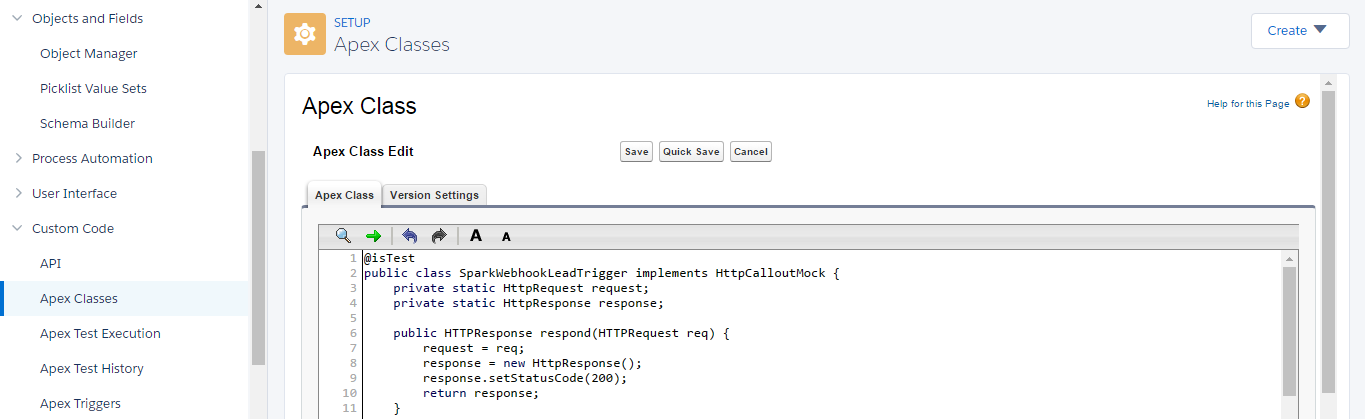 Objects and Fields
Object Manager
Picklist Value Sets
Schema Builder
Process Automation
User Interface
Custom Code
API
Apex Classes
Apex Test Execution
Apex Test History
Apex Triggers
SETUP
Apex Classes
Create
Apex Class
Help for this Page ?
Apex Class Edit
Save Quick Save Cancel
Apex Class Version Settings
A A
1 @isTest
2 public class SparkWebhookLeadTrigger implements HttpCalloutMock {
3     private static HttpRequest request;
4     private static HttpResponse response;
5
6     public HTTPResponse respond(HTTPRequest req) {
7         request = req;
8         response = new HttpResponse();
9         response.setStatusCode(200);
10         return response;
11     }